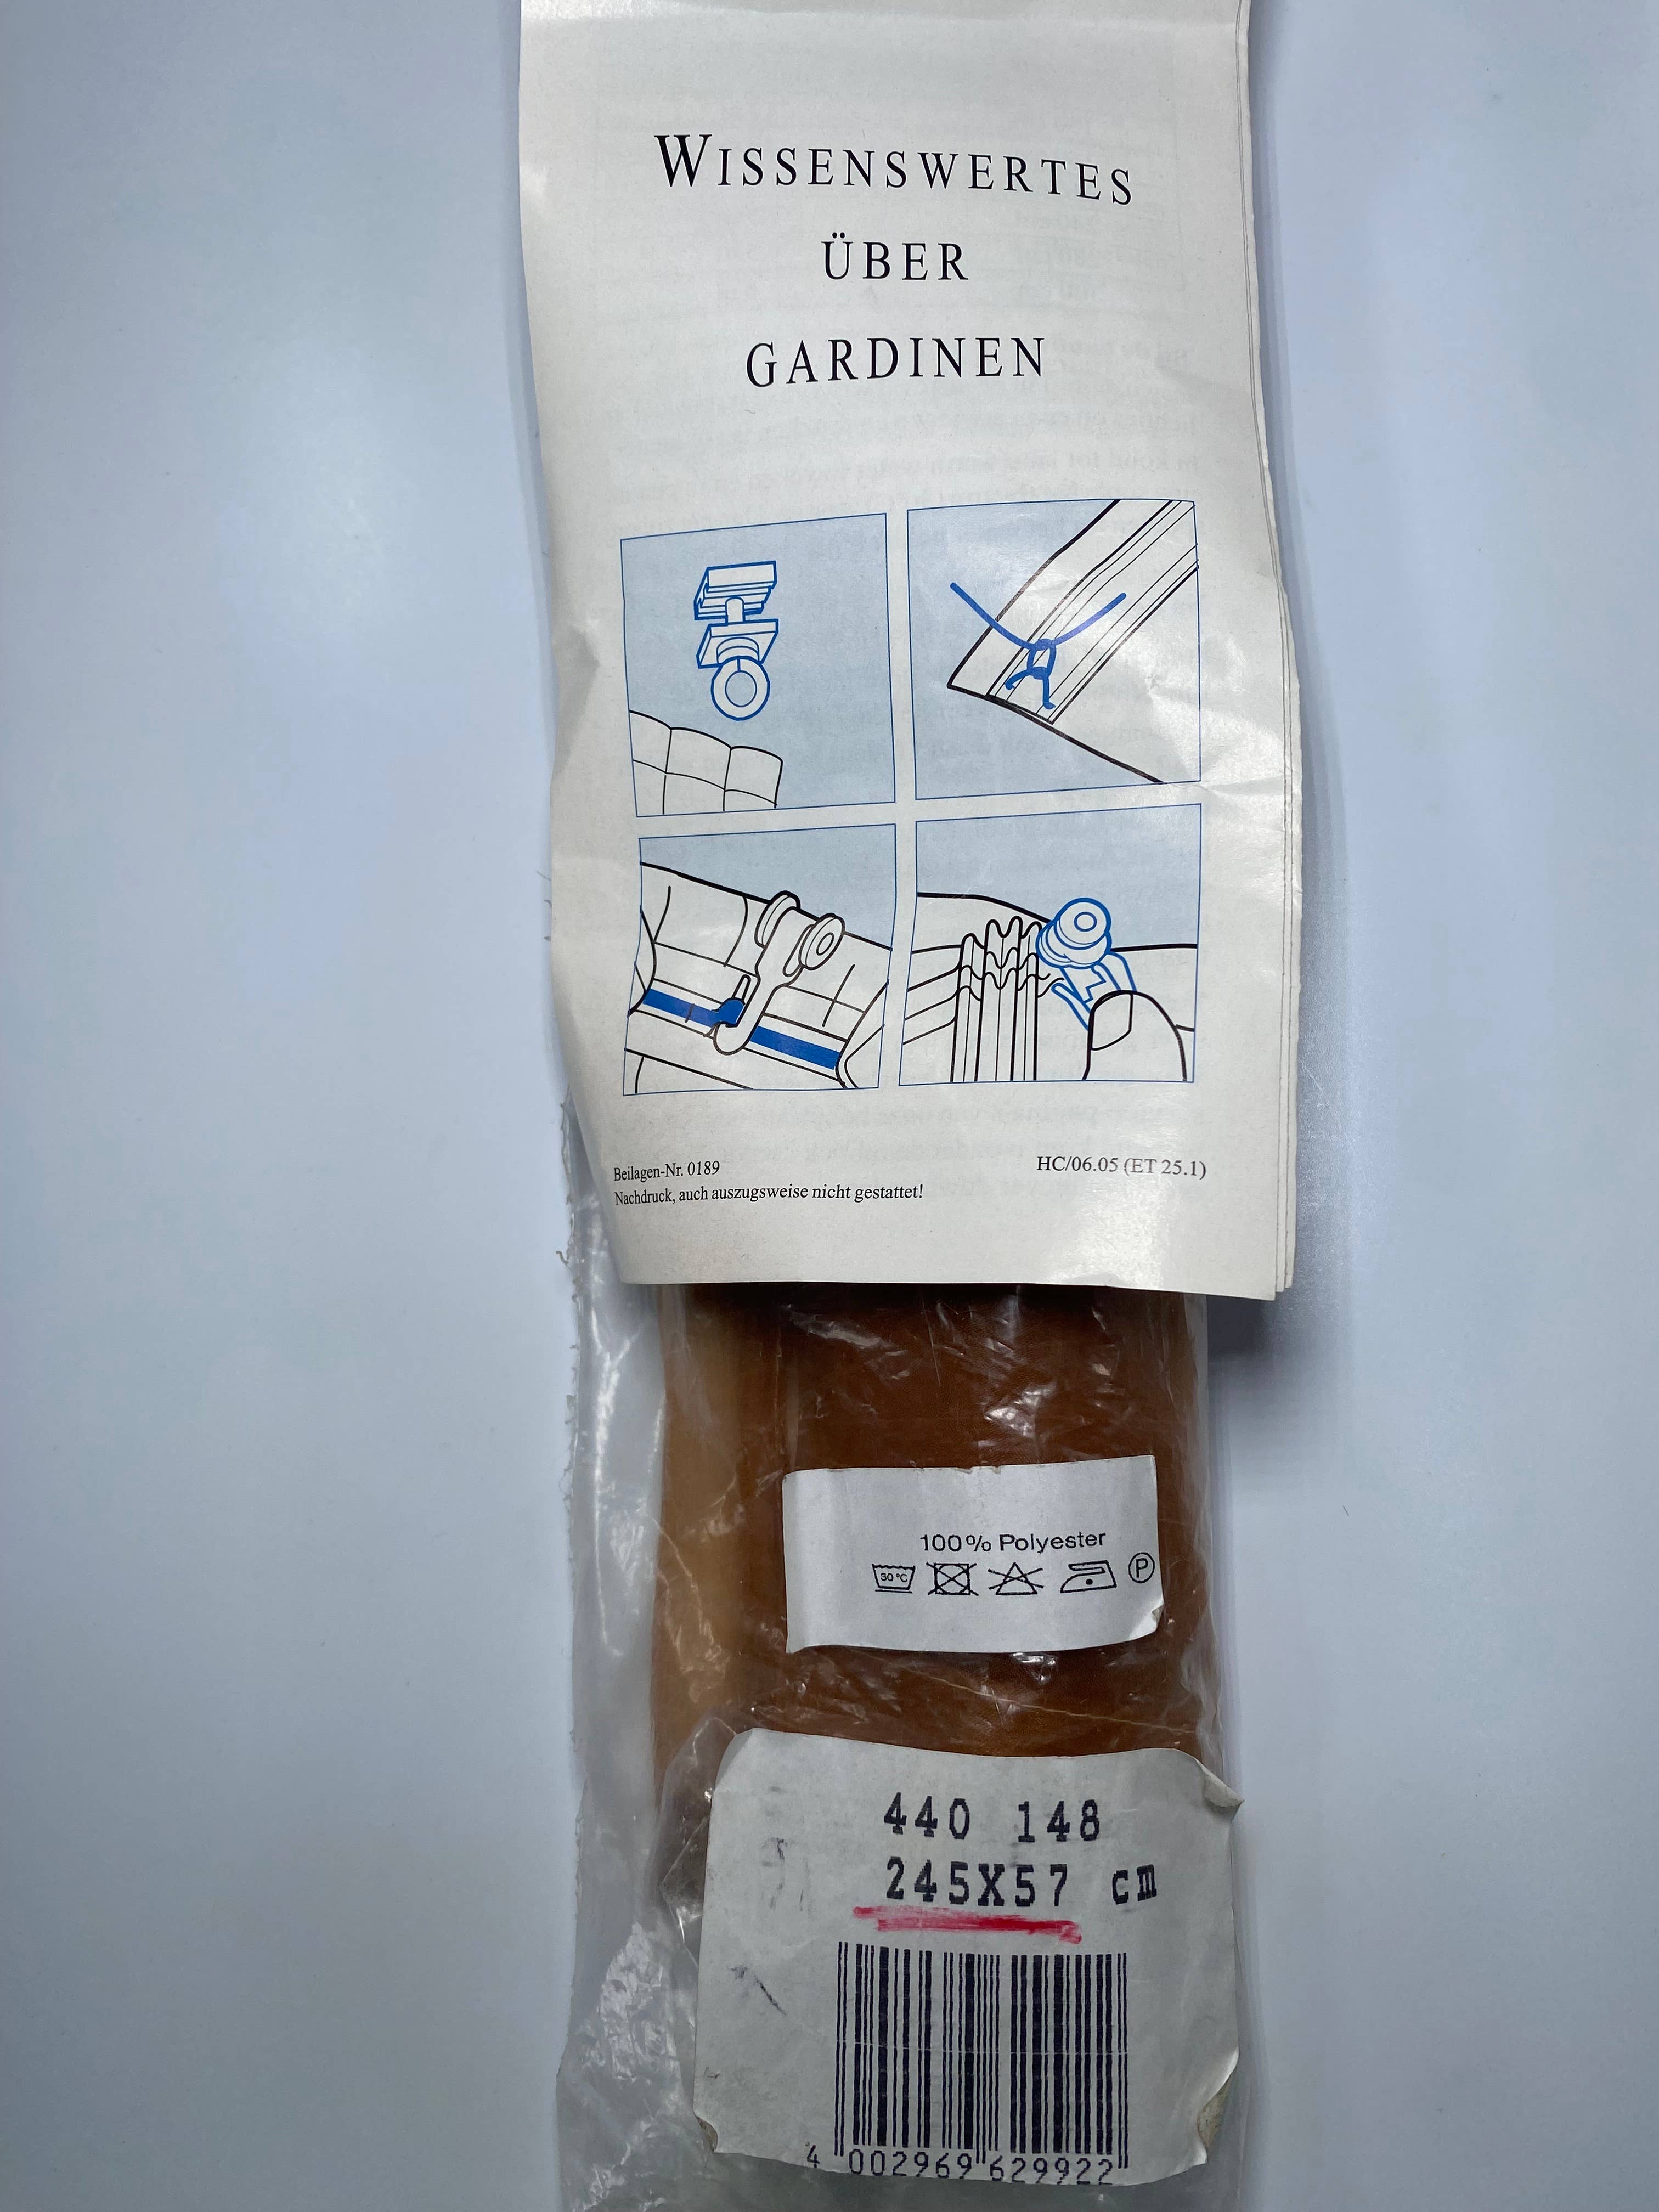 WISSENSWERTES
ÜBER
GARDINEN
Beilagen-Nr. 0189
HC/06.05 (ET 25.1)
Nachdruck, auch auszugsweise nicht gestattet!
100% Polyester
30°C
P
440 148
245X57 cm
4 002969 629922